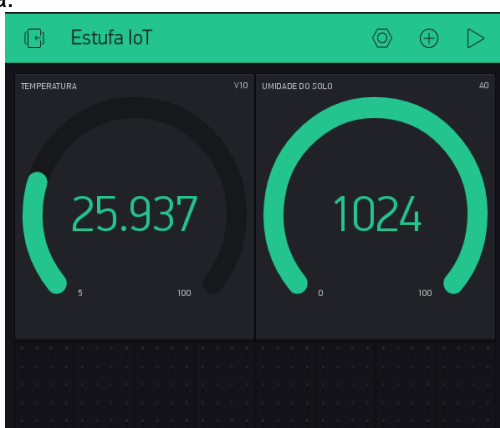 a.
Estufa IoT
TEMPERATURA V10
25.937
5 100
UMIDADE DO SOLO A0
1024
0 100